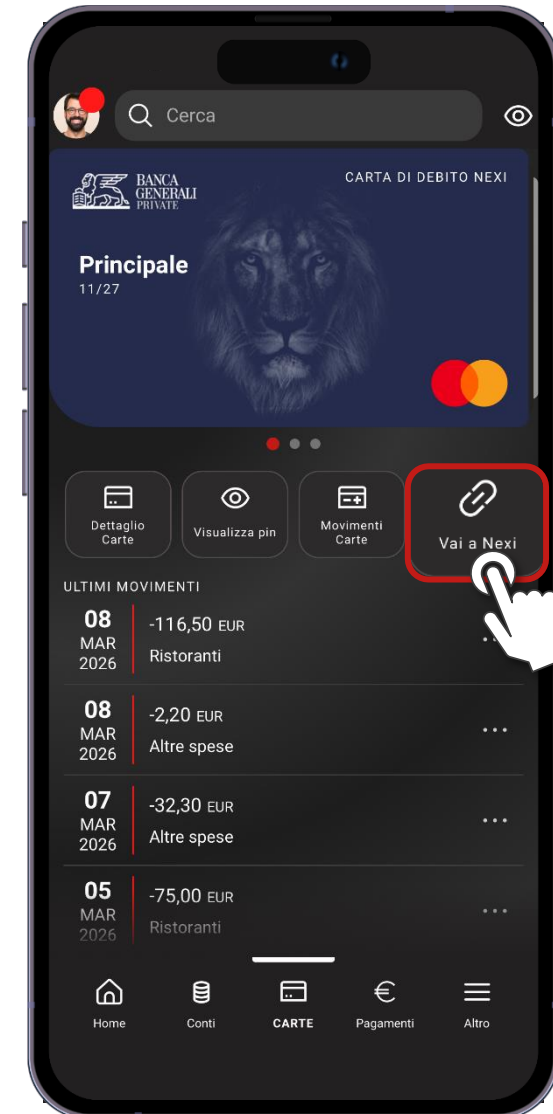 Cerca
BANCA
GENERALI
PRIVATE
CARTA DI DEBITO NEXI
Principale
11/27
Dettaglio
Carte
Visualizza pin
Movimenti
Carte
Vai a Nexi
ULTIMI MOVIMENTI
08
MAR
2026
-116,50 EUR
Ristoranti
08
MAR
2026
-2,20 EUR
Altre spese
07
MAR
2026
-32,30 EUR
Altre spese
05
MAR
2026
-75,00 EUR
Ristoranti
Home
Conti
CARTE
Pagamenti
Altro